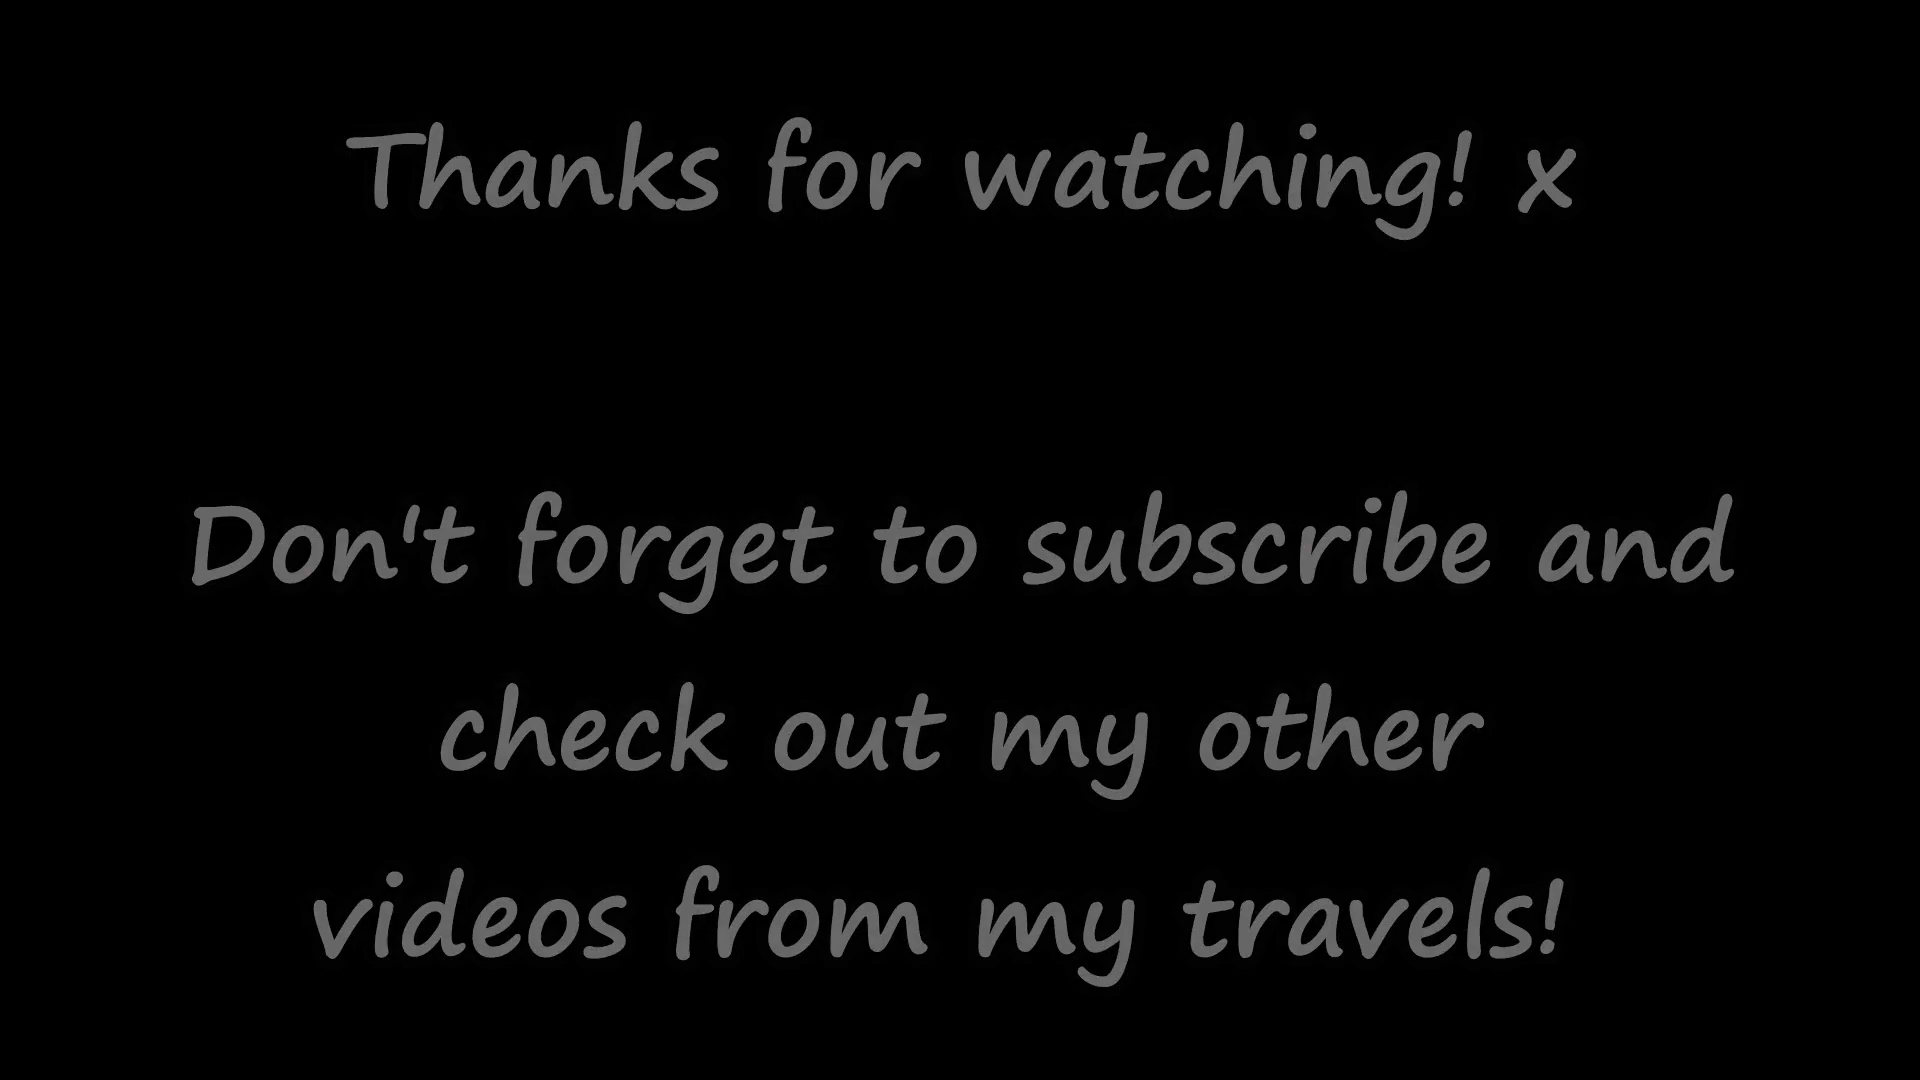 Thanks for watching! x
Don't forget to subscribe and
check out my other
videos from my travels!